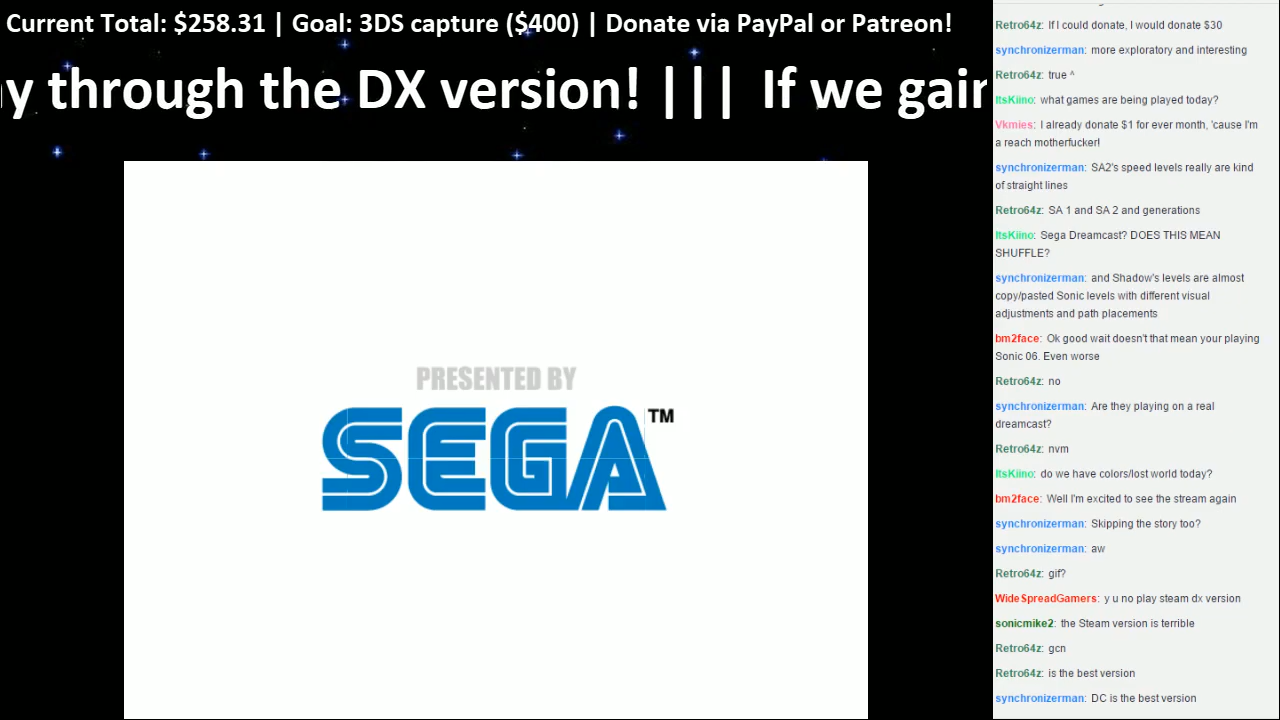 Current Total: $258.31 | Goal: 3DS capture ($400) | Donate via PayPal or Patreon!
y through the DX version! ||| If we gain
PRESENTED BY
SEGA™
Retro64z: If I could donate, I would donate $30
synchronizerman: more exploratory and interesting
Retro64z: true ^
ItsKiino: what games are being played today?
Vkmies: I already donate $1 for ever month, 'cause I'm
a reach motherfucker!
synchronizerman: SA2's speed levels really are kind
of straight lines
Retro64z: SA 1 and SA 2 and generations
ItsKiino: Sega Dreamcast? DOES THIS MEAN
SHUFFLE?
synchronizerman: and Shadow's levels are almost
copy/pasted Sonic levels with different visual
adjustments and path placements
bm2face: Ok good wait doesn't that mean your playing
Sonic 06. Even worse
Retro64z: no
synchronizerman: Are they playing on a real
dreamcast?
Retro64z: nvm
ItsKiino: do we have colors/lost world today?
bm2face: Well I'm excited to see the stream again
synchronizerman: Skipping the story too?
synchronizerman: aw
Retro64z: gif?
WideSpreadGamers: y u no play steam dx version
sonicmike2: the Steam version is terrible
Retro64z: gcn
Retro64z: is the best version
synchronizerman: DC is the best version